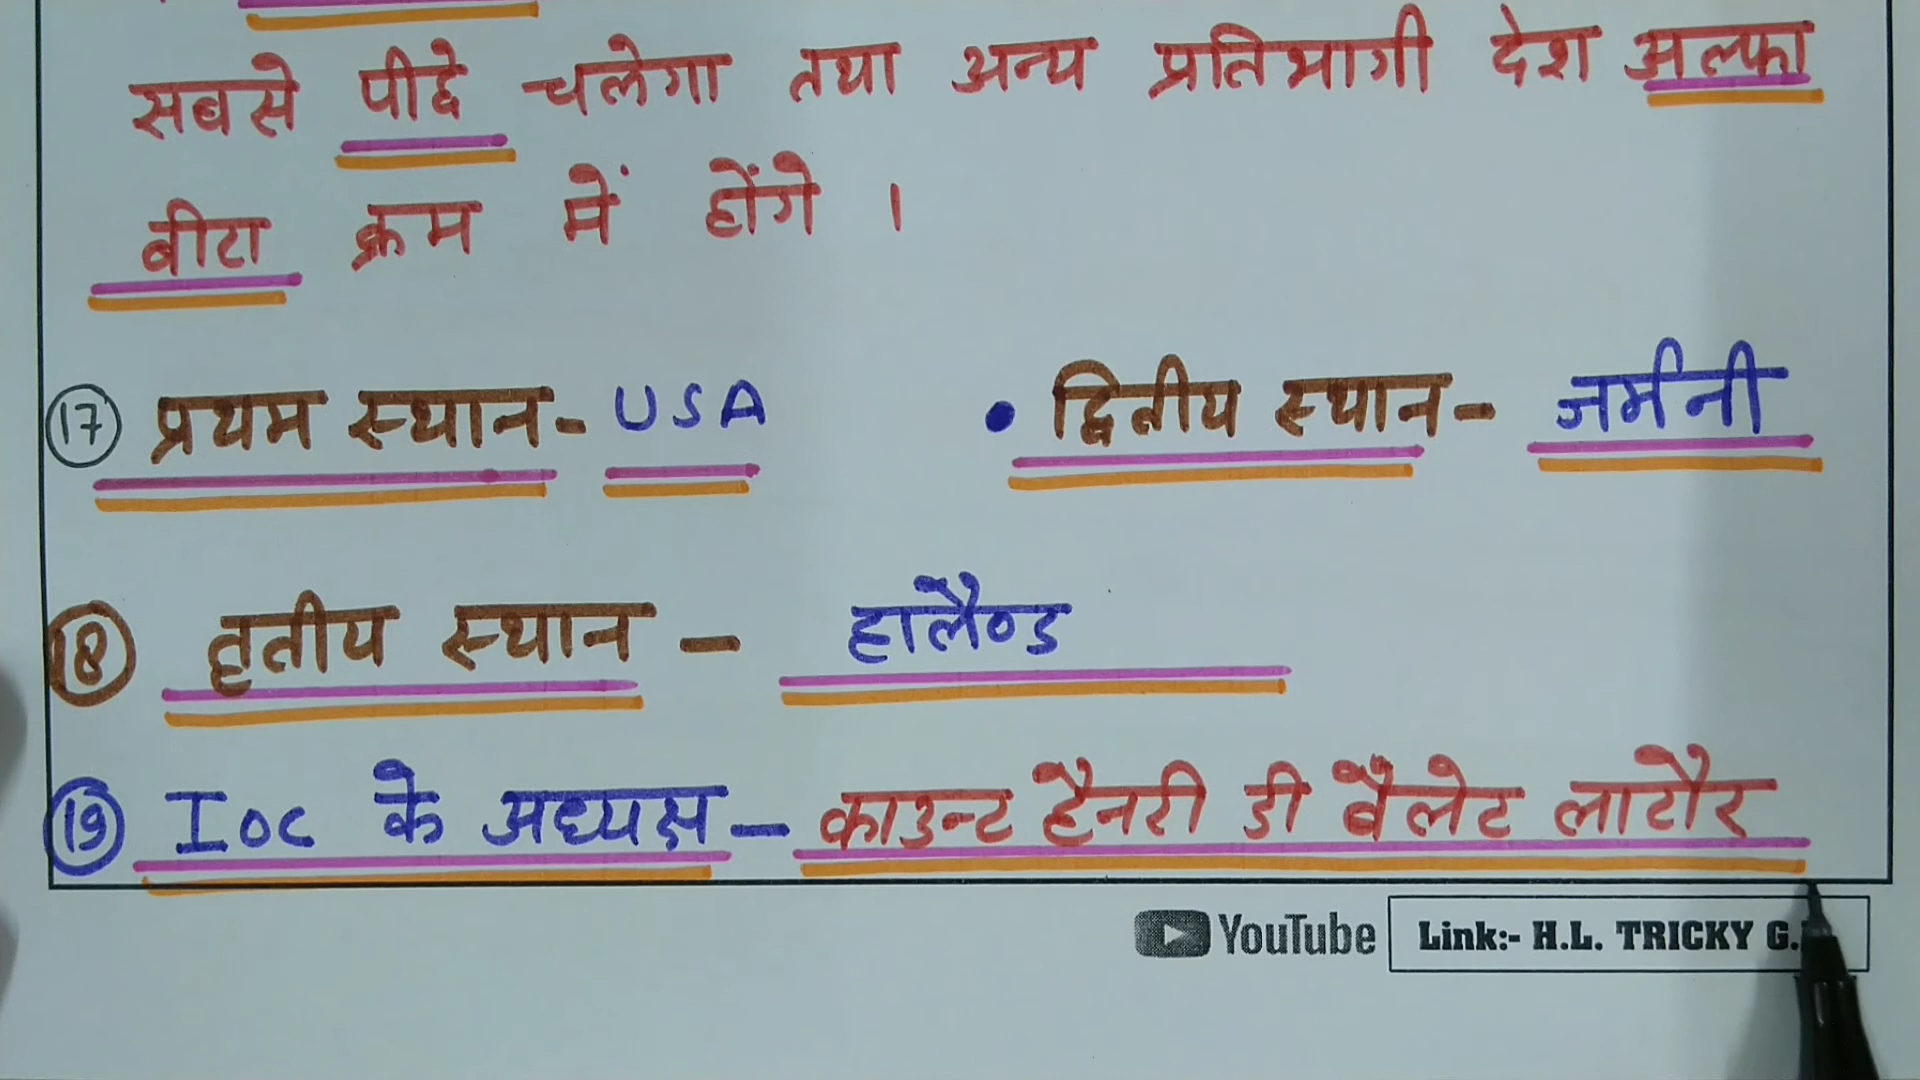 सबसे पीछे चलेगा तथा अन्य प्रतिभागी देश अल्फा
बीटा क्रम में होंगे ।
17 प्रथम स्थान- USA • द्वितीय स्थान- जर्मनी
18 तृतीय स्थान - हालैण्ड
19 IOC के अध्यक्ष - काउन्ट हैनरी डी बैलेट लाटौर
YouTube Link:- H.L. TRICKY G.